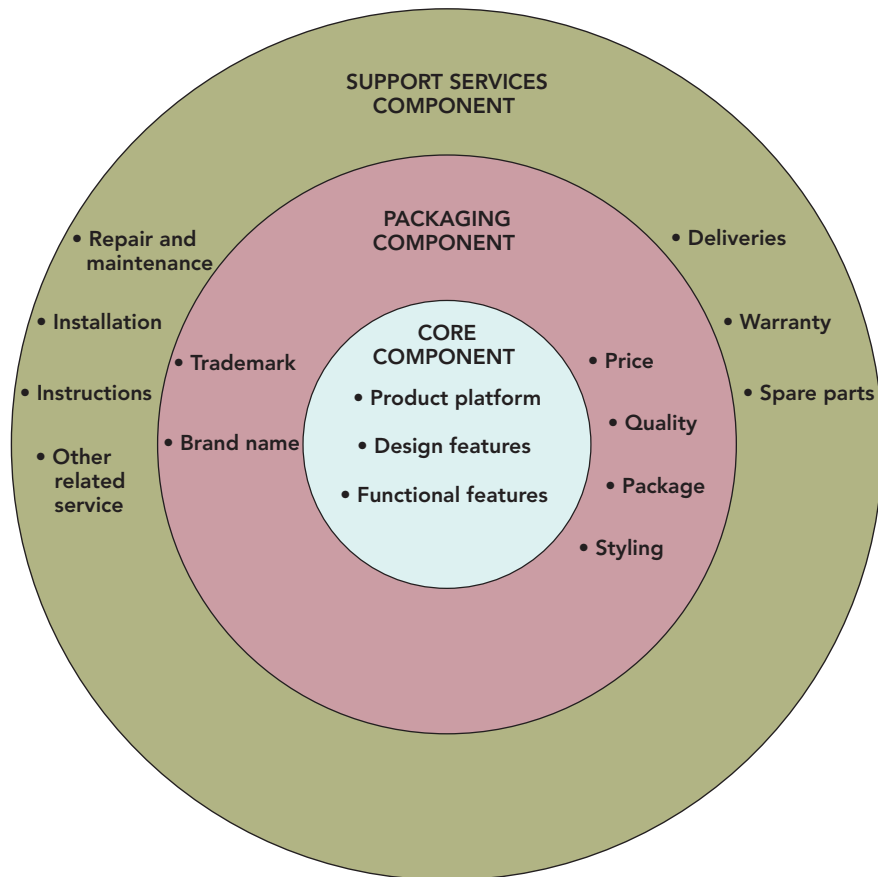 SUPPORT SERVICES
COMPONENT
PACKAGING
COMPONENT
CORE
COMPONENT
• Product platform
• Design features
• Functional features
• Trademark
• Brand name
• Price
• Quality
• Package
• Styling
• Repair and
maintenance
• Installation
• Instructions
• Other
related
service
• Deliveries
• Warranty
• Spare parts